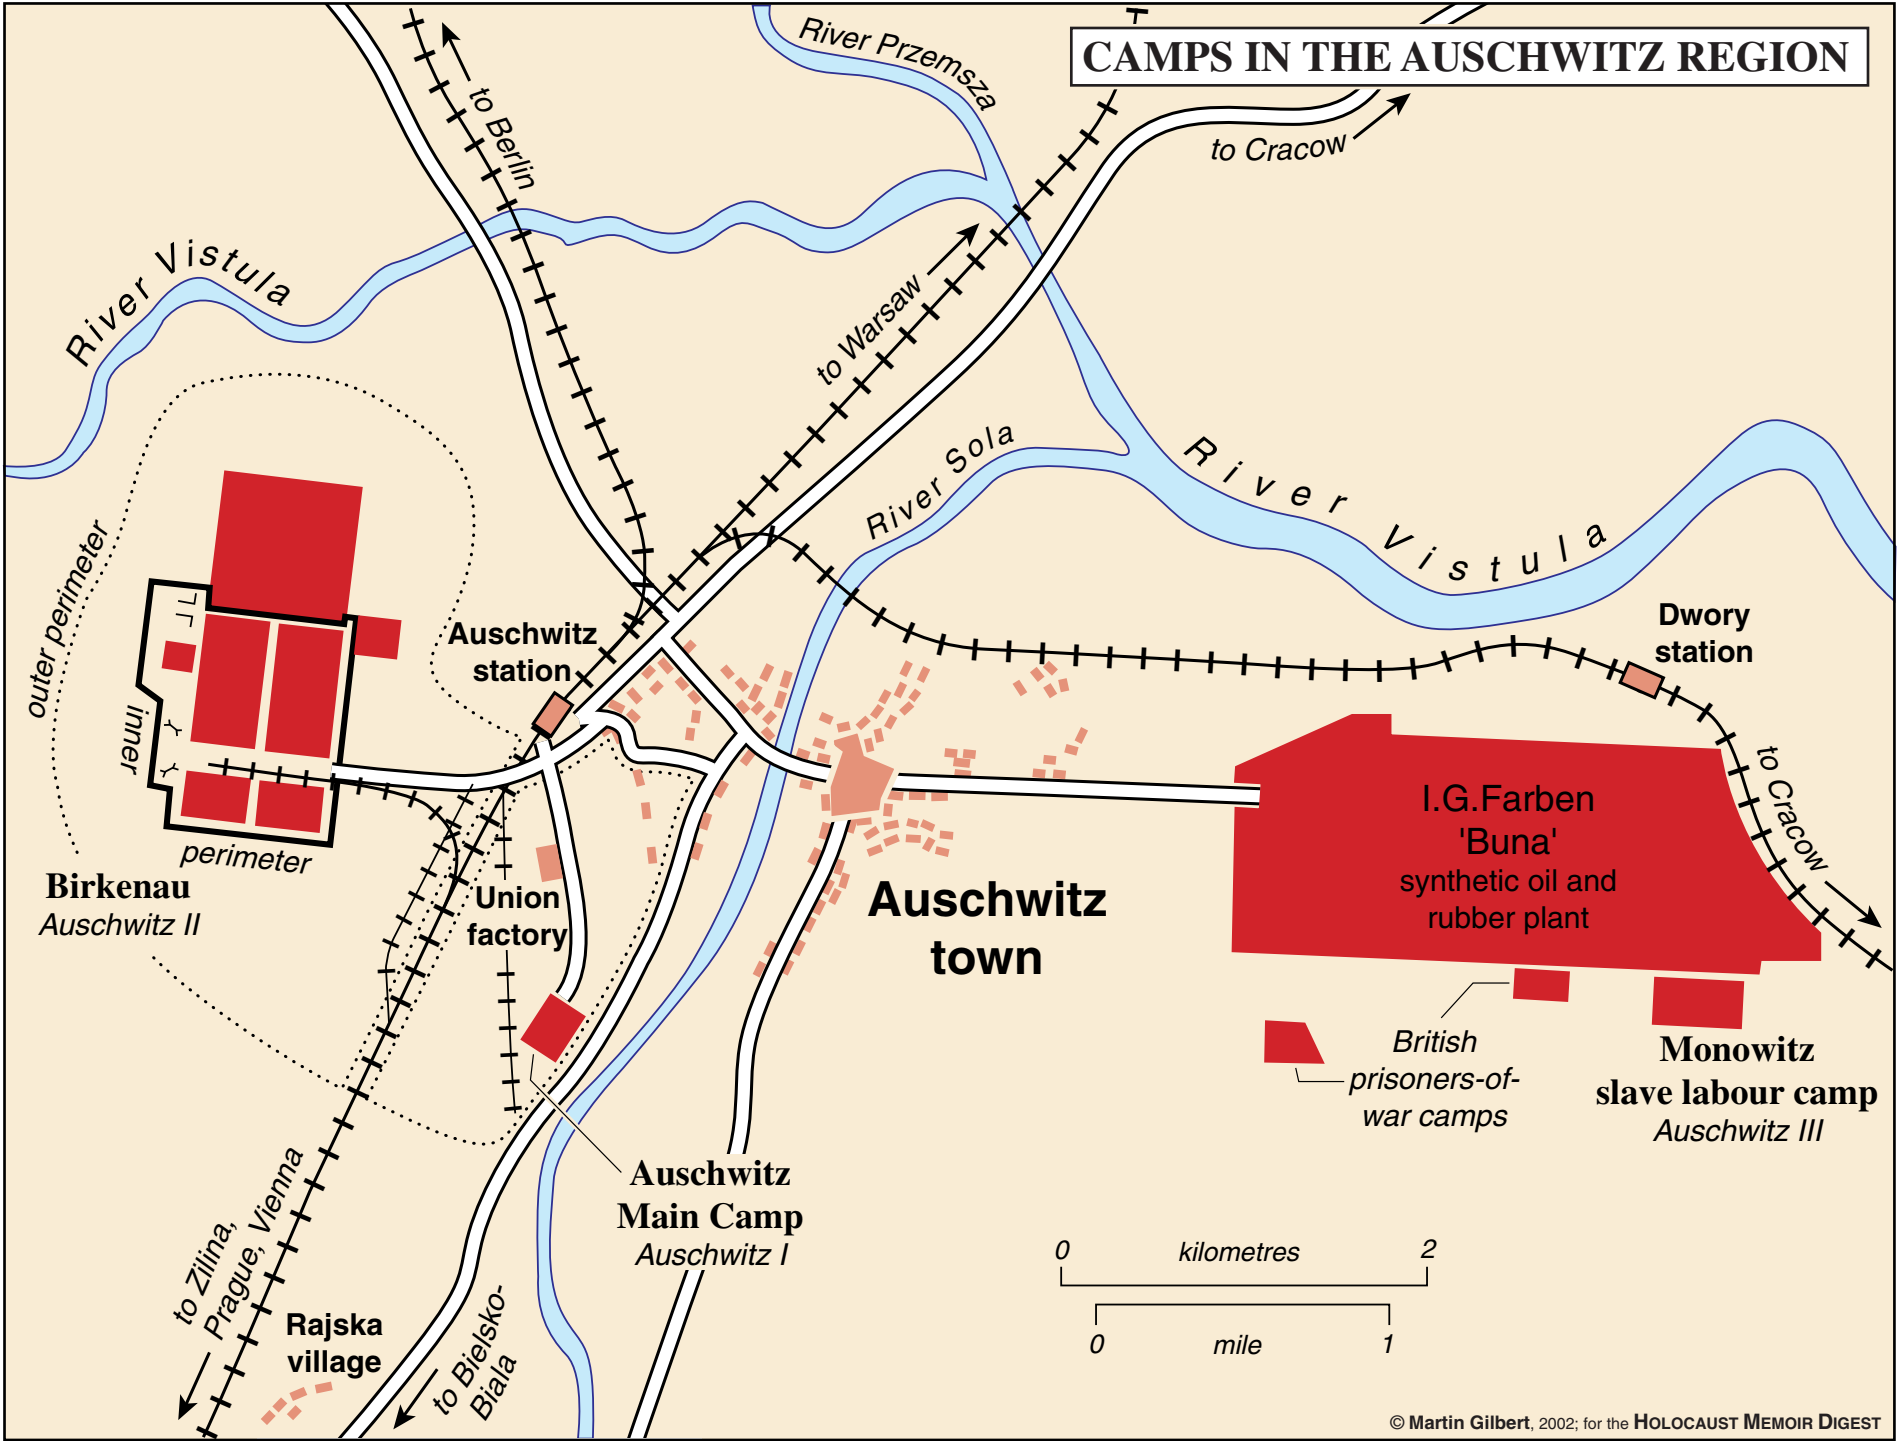 CAMPS IN THE AUSCHWITZ REGION
River Przemsza
to Berlin
to Cracow
River Vistula
to Warsaw
River Sola
River Vistula
outer perimeter
Auschwitz
station
Dwory
station
inner
perimeter
to Cracow
I.G.Farben
'Buna'
synthetic oil and
rubber plant
Birkenau
Auschwitz II
Union
factory
Auschwitz
town
British
prisoners-of-
war camps
Monowitz
slave labour camp
Auschwitz III
Auschwitz
Main Camp
Auschwitz I
to Zilina,
Prague, Vienna
Rajska
village
to Bielsko-
Biala
0 kilometres 2
0 mile 1
© Martin Gilbert, 2002; for the HOLOCAUST MEMOIR DIGEST